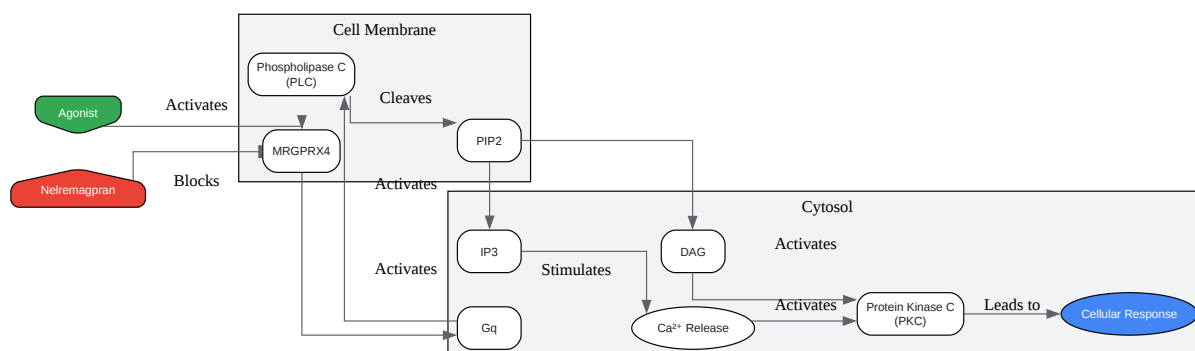 Cell Membrane
Phospholipase C
(PLC)
Cleaves
Activates
Agonist
PIP2
MRGPRX4
Blocks
Activates
Nelremagpran
Cytosol
Activates
IP3
DAG
Stimulates
Activates
Activates
Leads to
Protein Kinase C
(PKC)
Cellular Response
Gq
Ca²⁺ Release